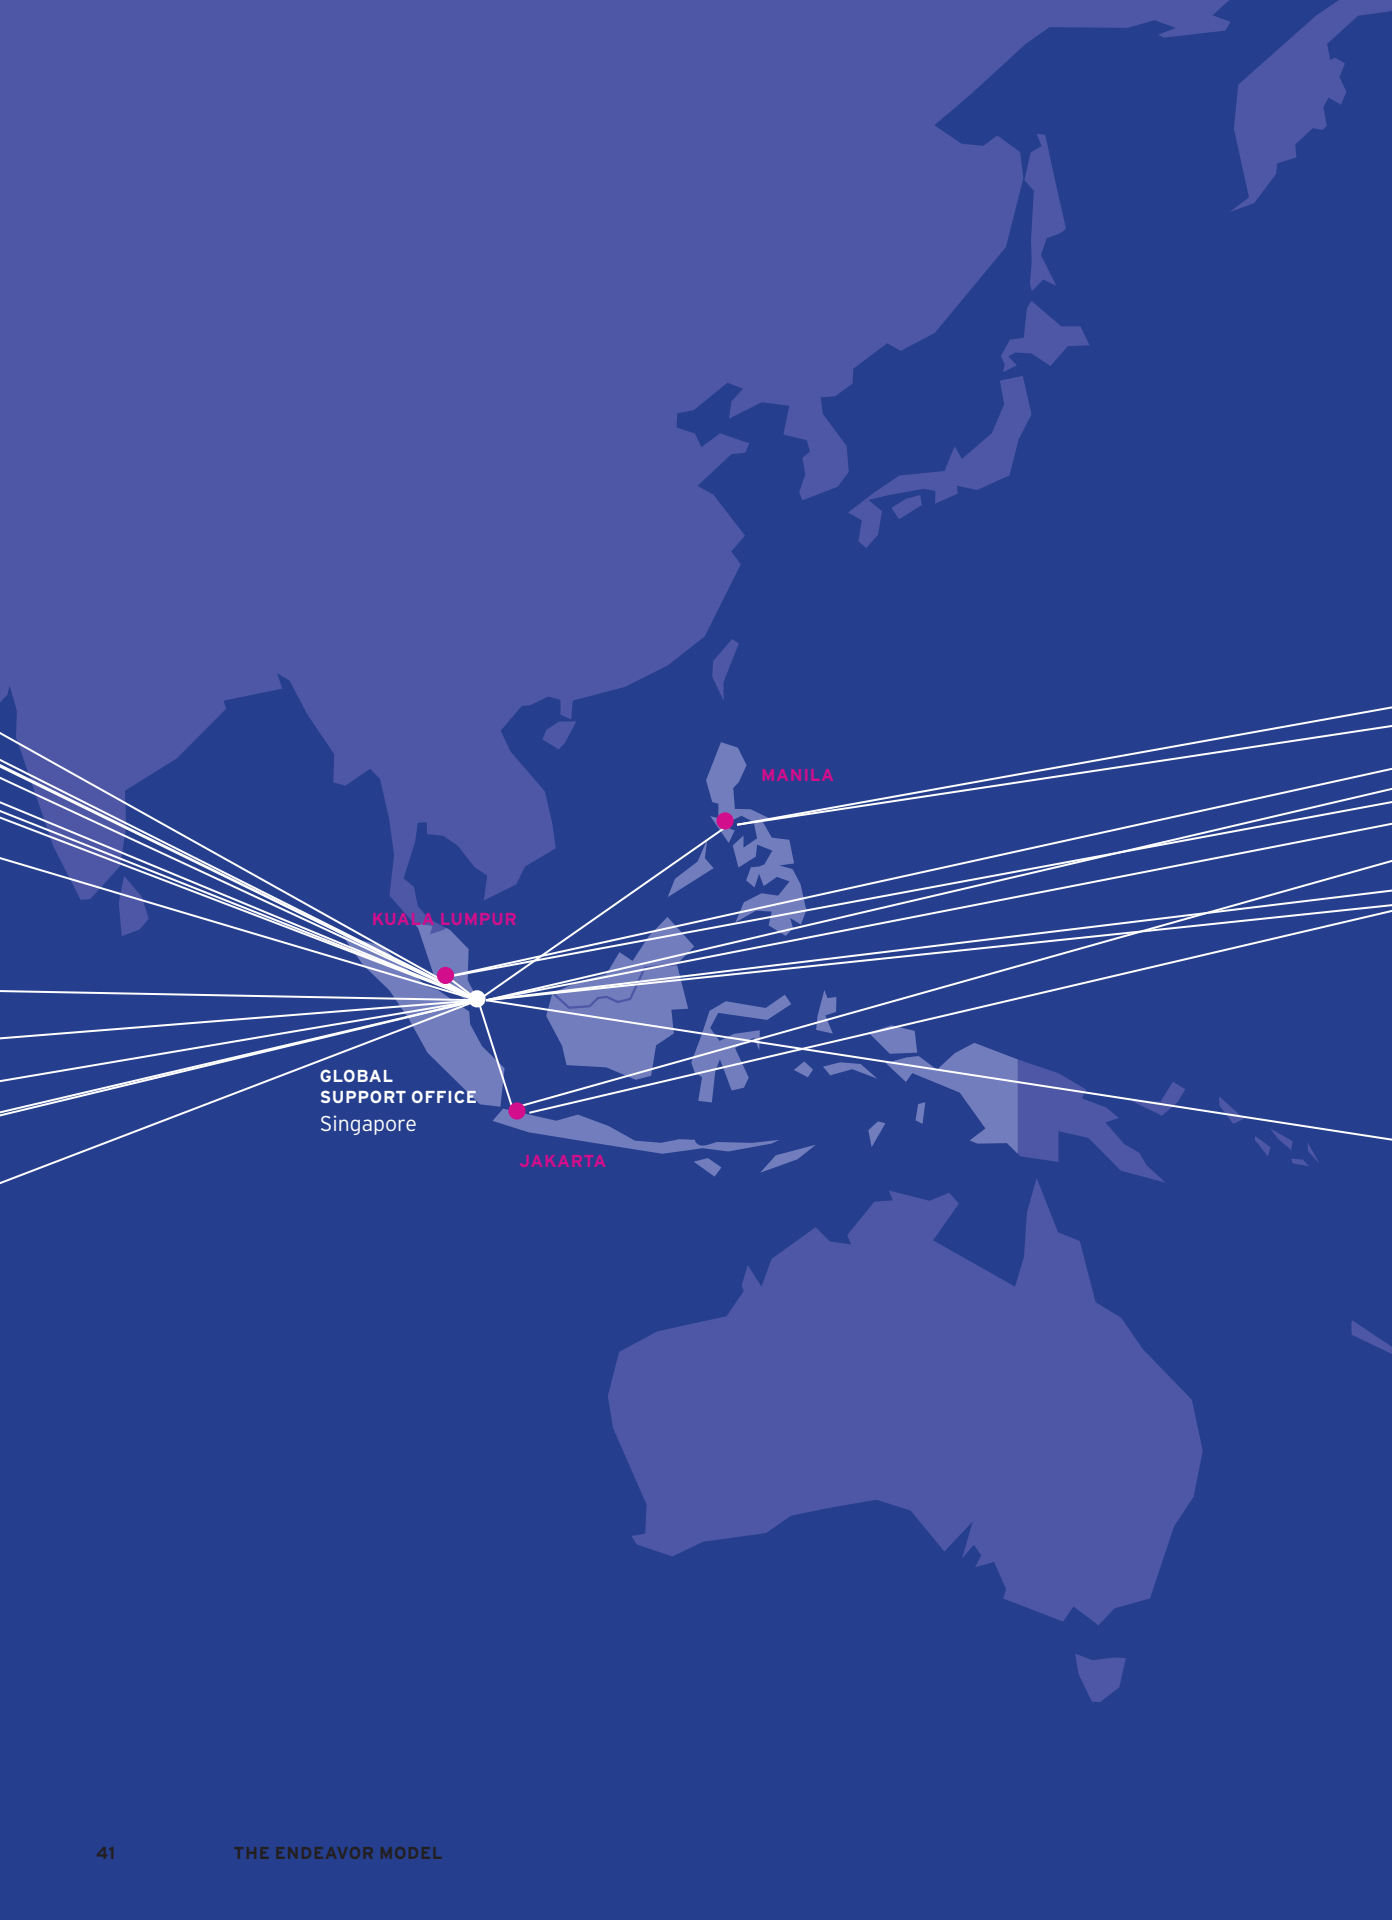 MANILA
KUALA LUMPUR
GLOBAL
SUPPORT OFFICE
Singapore
JAKARTA
41 THE ENDEAVOR MODEL